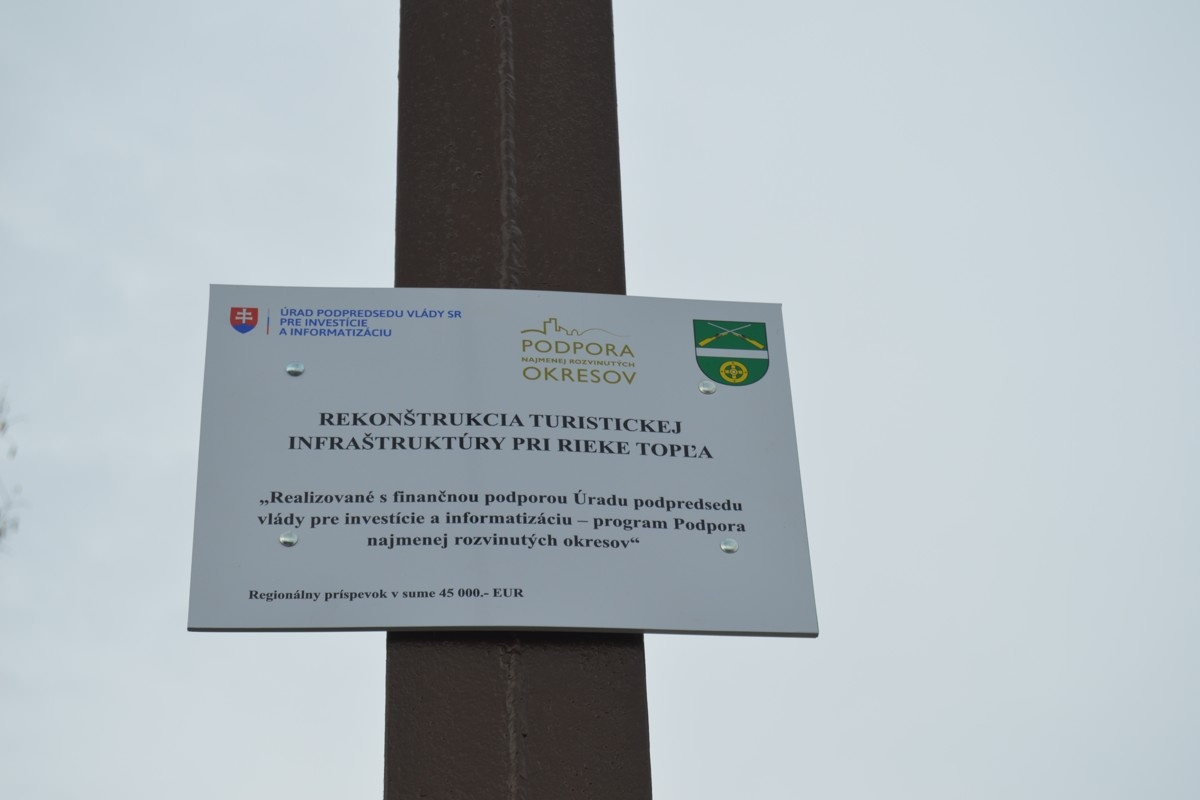 ÚRAD PODPREDSEDU VLÁDY SR
PRE INVESTÍCIE
A INFORMATIZÁCIU
PODPORA
NAJMENEJ ROZVINUTÝCH
OKRESOV
REKONŠTRUKCIA TURISTICKEJ
INFRAŠTRUKTÚRY PRI RIEKE TOPĽA
„Realizované s finančnou podporou Úradu podpredsedu
vlády pre investície a informatizáciu – program Podpora
najmenej rozvinutých okresov“
Regionálny príspevok v sume 45 000.- EUR